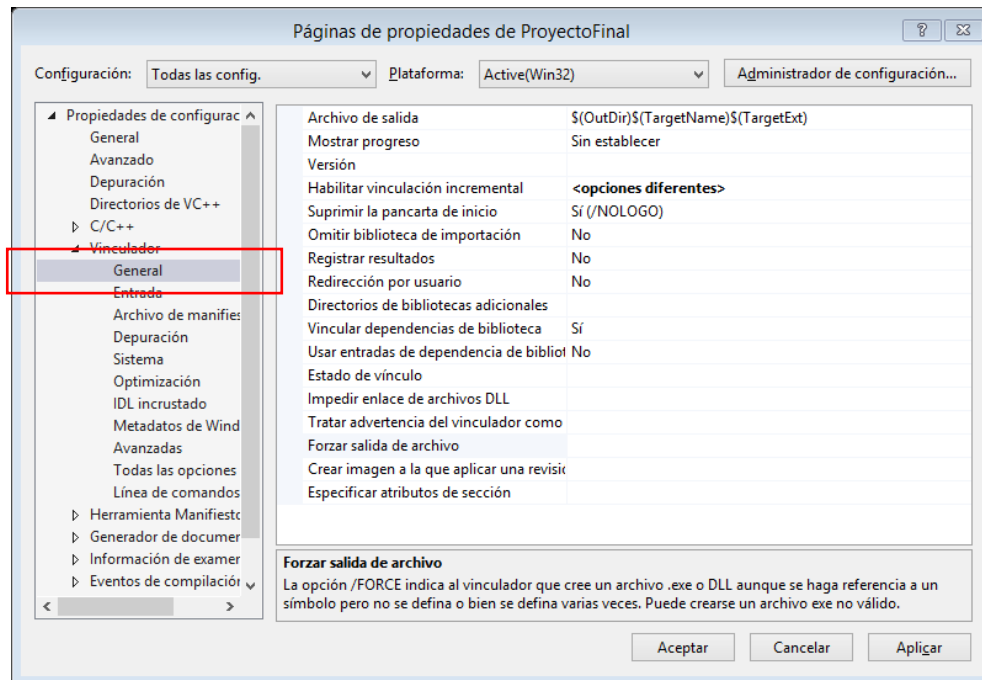 Páginas de propiedades de ProyectoFinal
Configuración: Todas las config. Plataforma: Active(Win32) Administrador de configuración...
Propiedades de configurac
General
Avanzado
Depuración
Directorios de VC++
C/C++
Vinculador
General
Entrada
Archivo de manifies
Depuración
Sistema
Optimización
IDL incrustado
Metadatos de Wind
Avanzadas
Todas las opciones
Línea de comandos
Herramienta Manifiesto
Generador de documer
Información de examer
Eventos de compilación
Archivo de salida $(OutDir)$(TargetName)$(TargetExt)
Mostrar progreso Sin establecer
Versión
Habilitar vinculación incremental <opciones diferentes>
Suprimir la pancarta de inicio Sí (/NOLOGO)
Omitir biblioteca de importación No
Registrar resultados No
Redirección por usuario No
Directorios de bibliotecas adicionales
Vincular dependencias de biblioteca Sí
Usar entradas de dependencia de bibliot No
Estado de vínculo
Impedir enlace de archivos DLL
Tratar advertencia del vinculador como
Forzar salida de archivo
Crear imagen a la que aplicar una revisió
Especificar atributos de sección
Forzar salida de archivo
La opción /FORCE indica al vinculador que cree un archivo .exe o DLL aunque se haga referencia a un
símbolo pero no se defina o bien se defina varias veces. Puede crearse un archivo exe no válido.
Aceptar Cancelar Aplicar